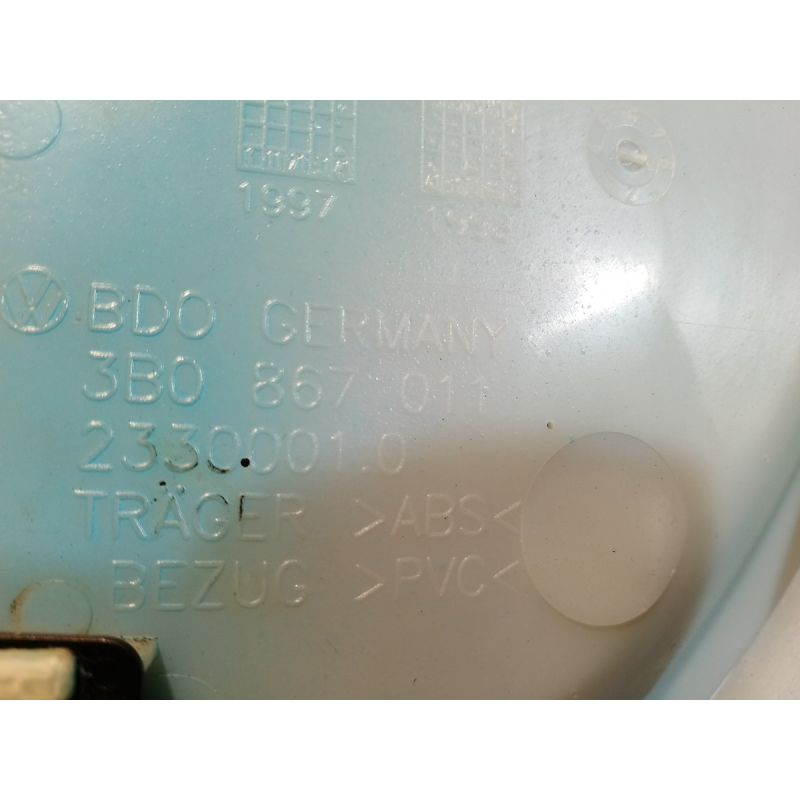 1997
BDO GERMANY
3B0 867 011
2330001.0
TRÄGER >ABS<
BEZUG >PVC<